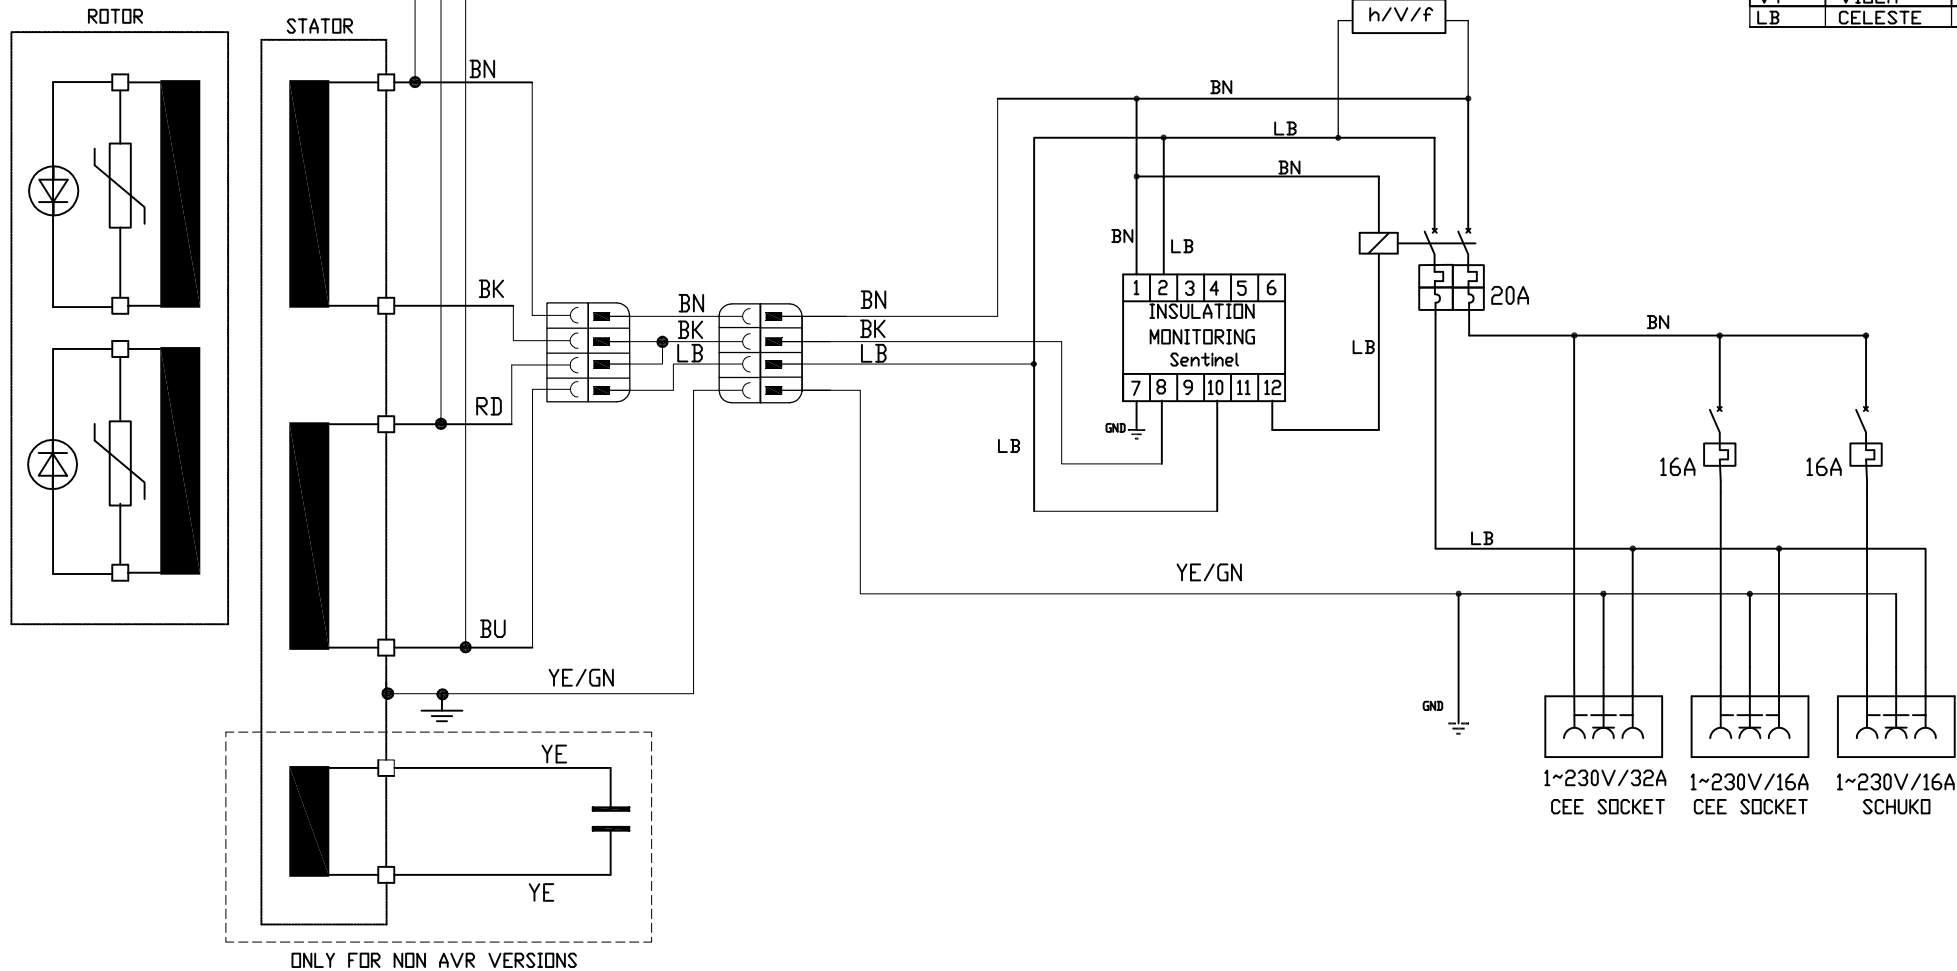 ROTOR
STATOR
h/V/f
LB CELESTE
BN
BN
LB
BN
BN
LB
BK
BN
BN
1 2 3 4 5 6
20A
INSULATION
MONITORING
Sentinel
BK
BK
LB
LB
LB
BN
7 8 9 10 11 12
RD
GND
LB
16A
16A
LB
YE/GN
BU
YE/GN
GND
YE
1~230V/32A
CEE SOCKET
1~230V/16A
CEE SOCKET
1~230V/16A
SCHUKO
YE
ONLY FOR NON AVR VERSIONS